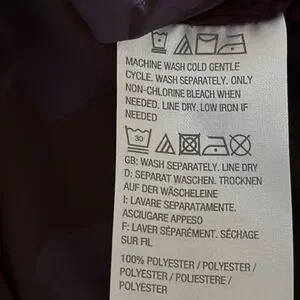 MACHINE WASH COLD GENTLE
CYCLE. WASH SEPARATELY. ONLY
NON-CHLORINE BLEACH WHEN
NEEDED. LINE DRY. LOW IRON IF
NEEDED
30
GB: WASH SEPARATELY. LINE DRY
D: SEPARAT WASCHEN. TROCKNEN
AUF DER WÄSCHELEINE
I: LAVARE SEPARATAMENTE.
ASCIUGARE APPESO
F: LAVER SÉPARÉMENT. SÉCHAGE
SUR FIL
100% POLYESTER / POLYESTER /
POLYESTER / POLIESTERE /
POLYESTER